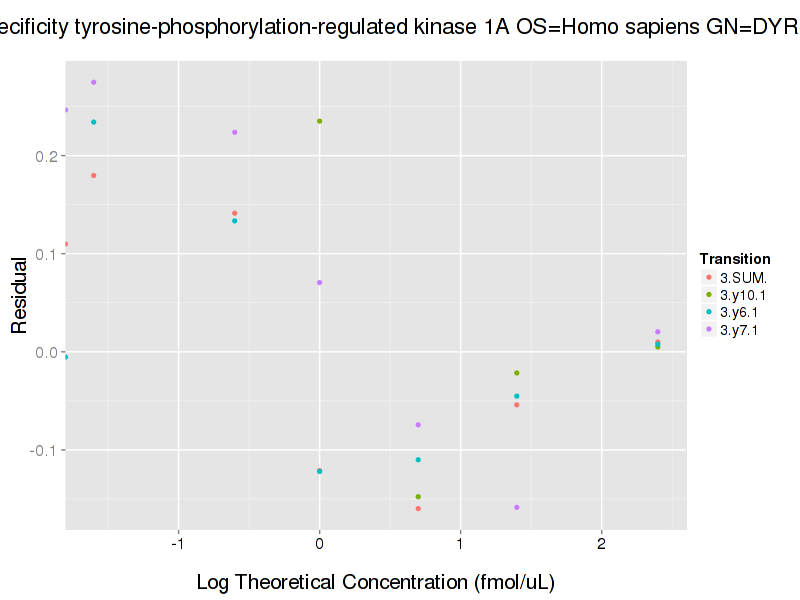 ecificity tyrosine-phosphorylation-regulated kinase 1A OS=Homo sapiens GN=DYR
Residual
0.2
0.1
0.0
-0.1
-1 0 1 2
Log Theoretical Concentration (fmol/uL)
Transition
3.SUM.
3.y10.1
3.y6.1
3.y7.1